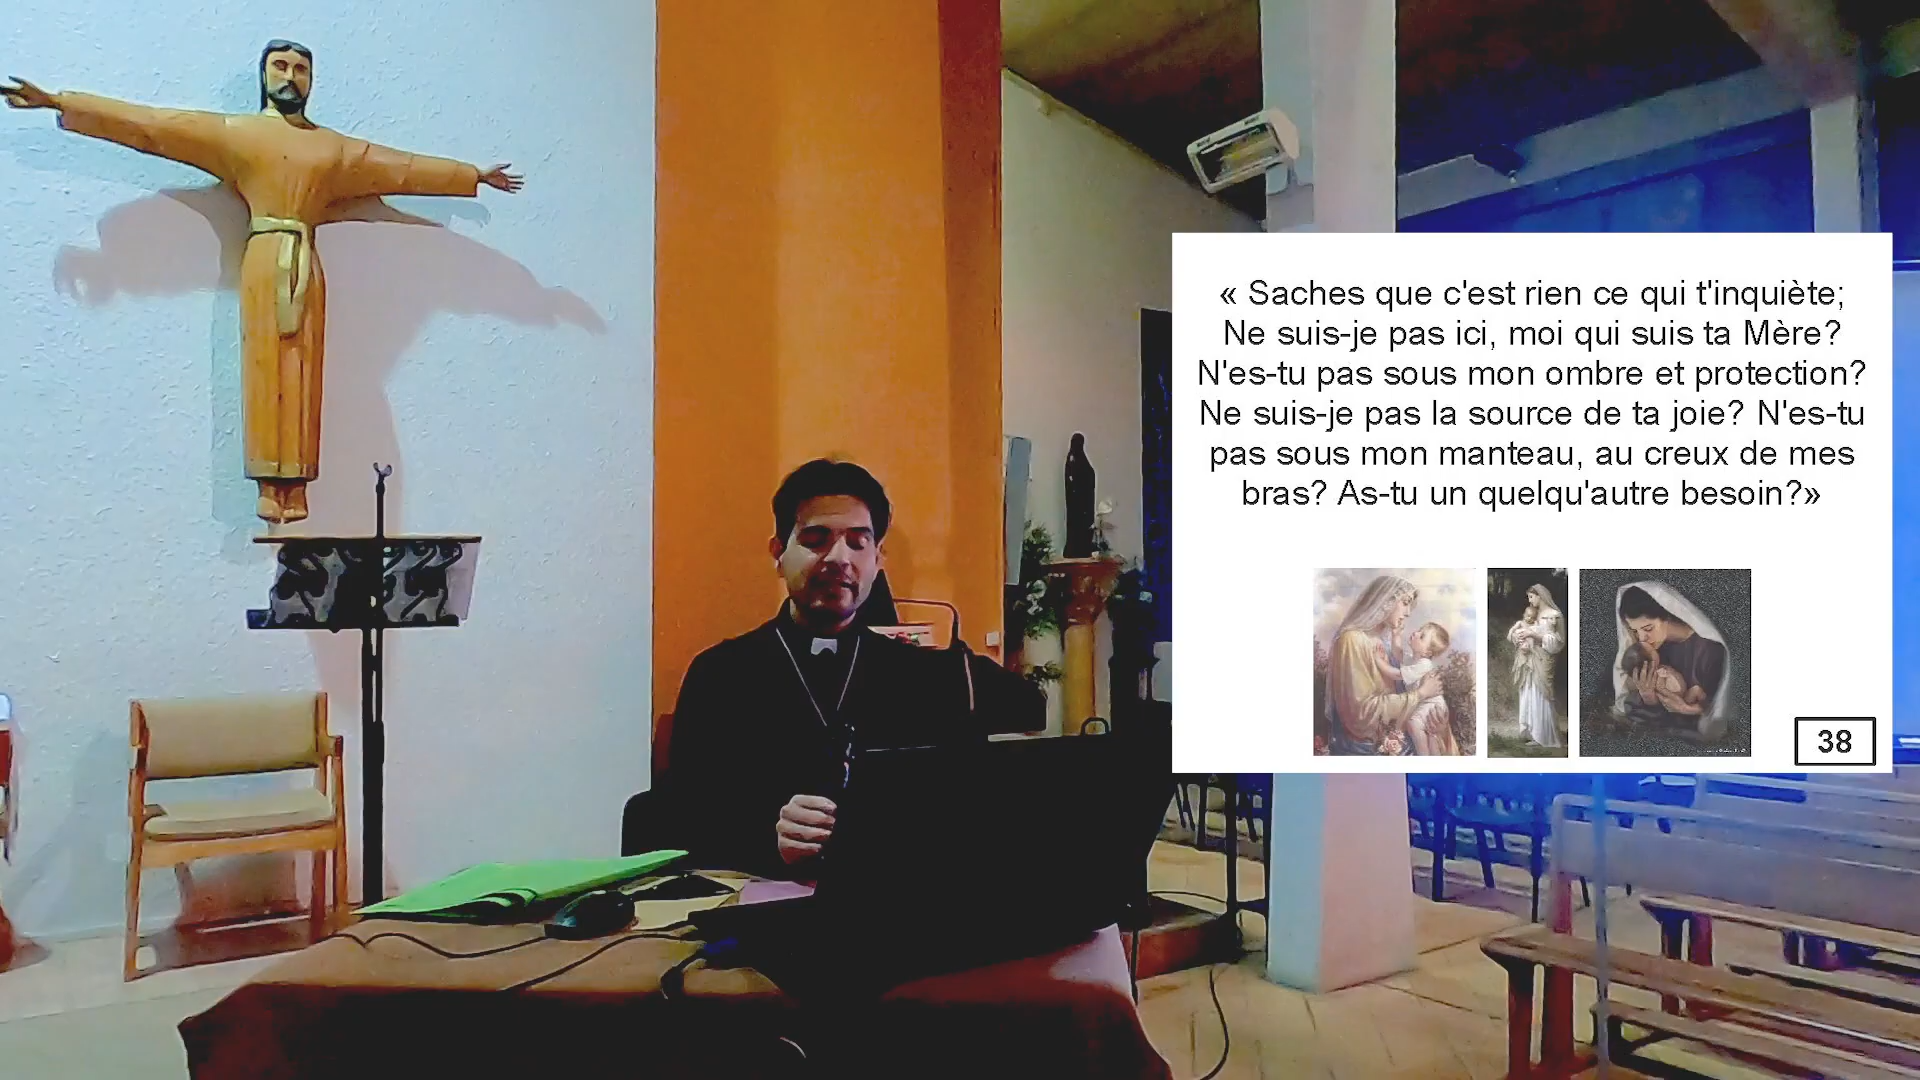 « Saches que c'est rien ce qui t'inquiète;
Ne suis-je pas ici, moi qui suis ta Mère?
N'es-tu pas sous mon ombre et protection?
Ne suis-je pas la source de ta joie? N'es-tu
pas sous mon manteau, au creux de mes
bras? As-tu un quelqu'autre besoin?»
38